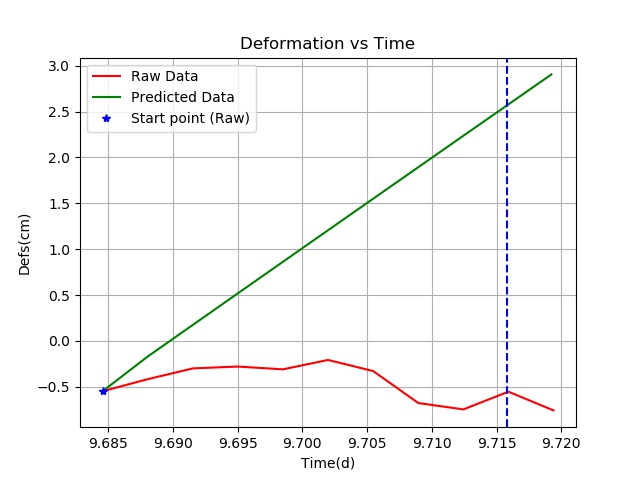 Deformation vs Time
Raw Data
Predicted Data
Start point (Raw)
3.0
2.5
2.0
1.5
1.0
0.5
0.0
−0.5
Defs(cm)
9.685 9.690 9.695 9.700 9.705 9.710 9.715 9.720
Time(d)